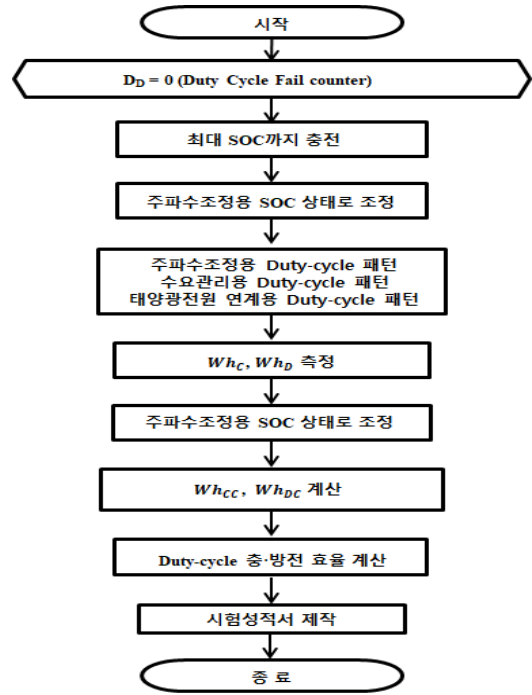 시작
D_D = 0 (Duty Cycle Fail counter)
최대 SOC까지 충전
주파수조정용 SOC 상태로 조정
주파수조정용 Duty-cycle 패턴
수요관리용 Duty-cycle 패턴
태양광전원 연계용 Duty-cycle 패턴
Wh_C, Wh_D 측정
주파수조정용 SOC 상태로 조정
Wh_CC, Wh_DC 계산
Duty-cycle 충·방전 효율 계산
시험성적서 제작
종 료